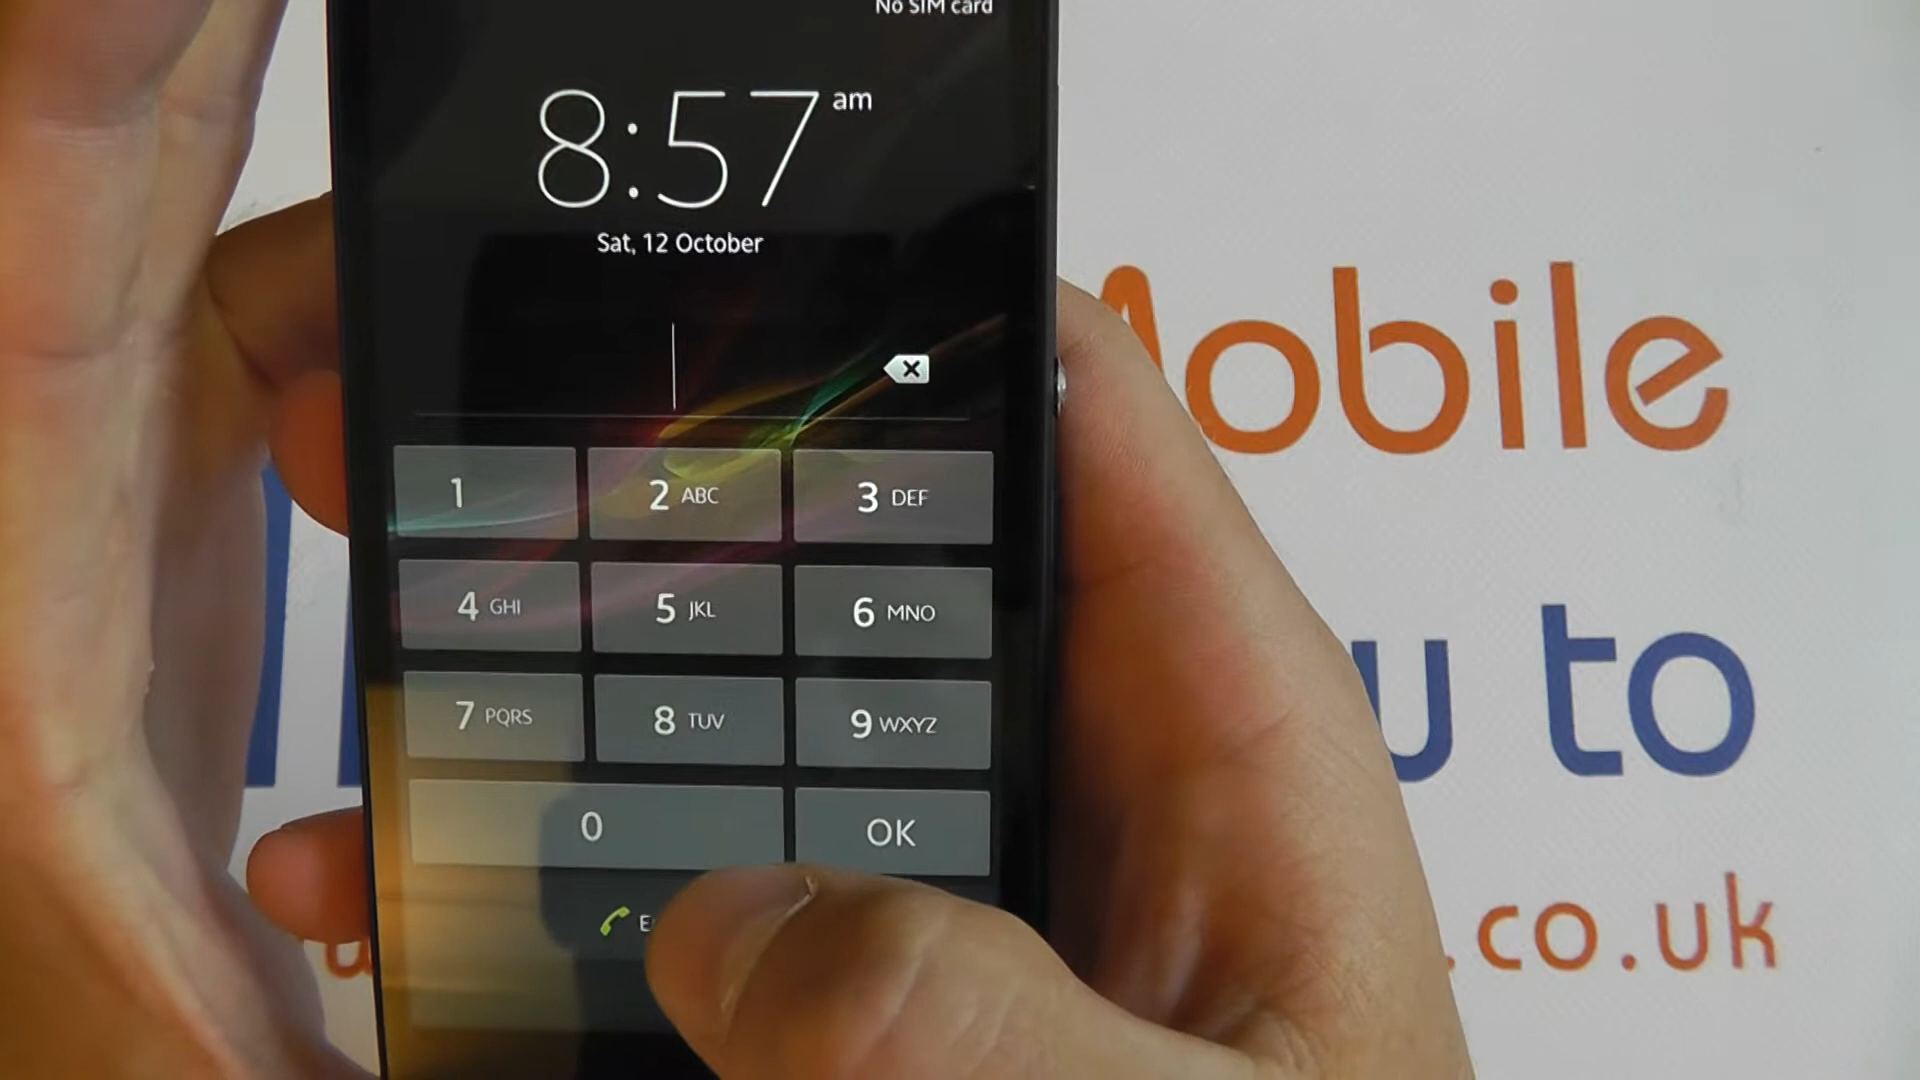 No SIM card
8:57 am
Sat, 12 October
1
2 ABC
3 DEF
4 GHI
5 JKL
6 MNO
7 PQRS
8 TUV
9 WXYZ
0
OK
Mobile
to
.co.uk